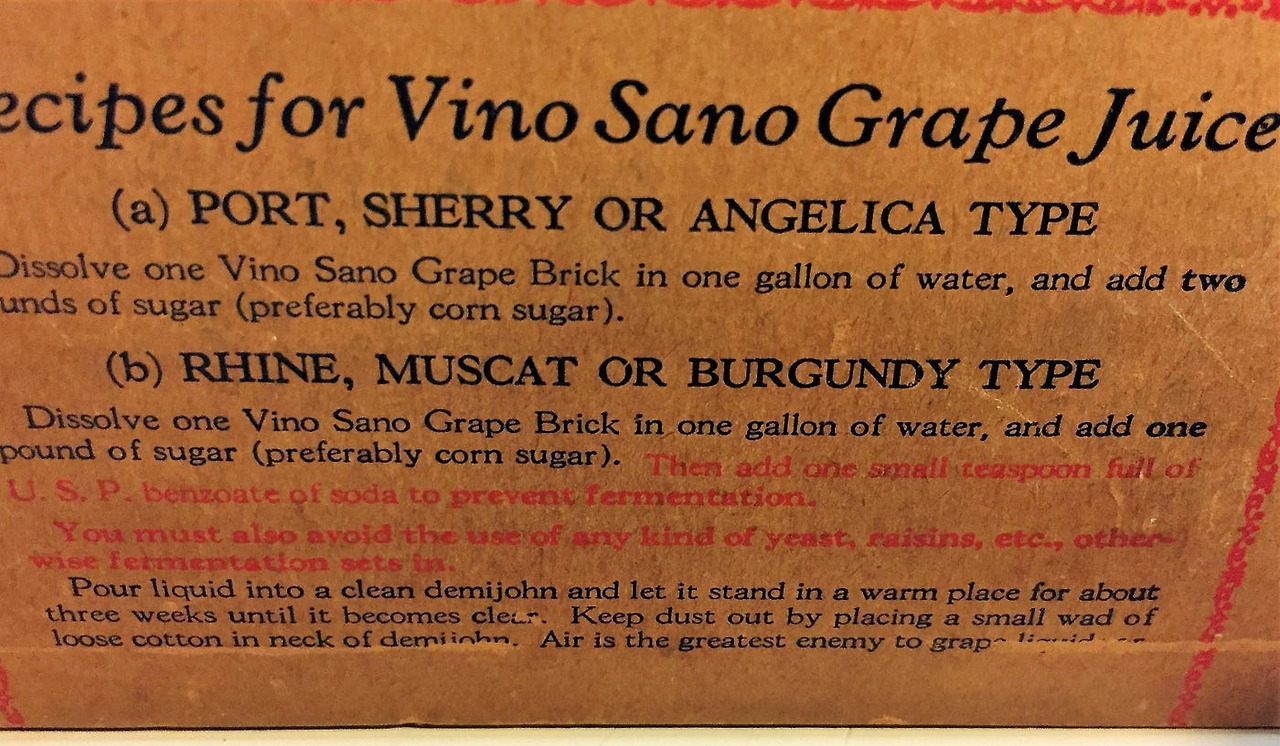 ecipes for Vino Sano Grape Juice
(a) PORT, SHERRY OR ANGELICA TYPE
Dissolve one Vino Sano Grape Brick in one gallon of water, and add two
unds of sugar (preferably corn sugar).
(b) RHINE, MUSCAT OR BURGUNDY TYPE
Dissolve one Vino Sano Grape Brick in one gallon of water, and add one
pound of sugar (preferably corn sugar). Then add one small teaspoon full of
U. S. P. benzoate of soda to prevent fermentation.
You must also avoid the use of any kind of yeast, raisins, etc., other-
wise fermentation sets in.
Pour liquid into a clean demijohn and let it stand in a warm place for about
three weeks until it becomes clear. Keep dust out by placing a small wad of
loose cotton in neck of demijohn. Air is the greatest enemy to grape